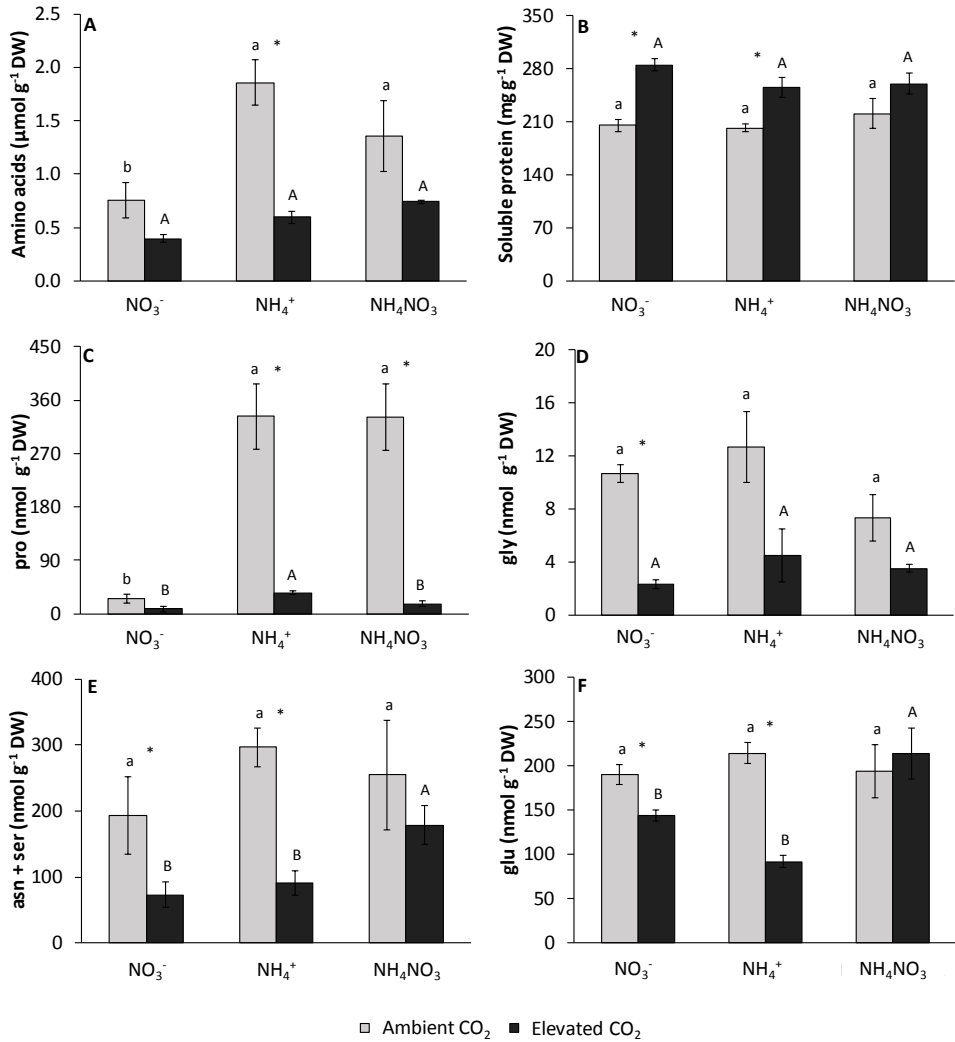 A
Amino acids (µmol g⁻¹ DW)
2.5
2.0
1.5
1.0
0.5
0.0
b
A
a
*
A
a
A
NO₃⁻
NH₄⁺
NH₄NO₃
B
Soluble protein (mg g⁻¹ DW)
350
280
210
140
70
0
a
*
A
a
*
A
a
A
NO₃⁻
NH₄⁺
NH₄NO₃
C
pro (nmol g⁻¹ DW)
450
360
270
180
90
0
b
B
a
*
A
a
*
B
NO₃⁻
NH₄⁺
NH₄NO₃
D
gly (nmol g⁻¹ DW)
20
16
12
8
4
0
a
*
A
a
A
a
A
NO₃⁻
NH₄⁺
NH₄NO₃
E
asn + ser (nmol g⁻¹ DW)
400
300
200
100
0
a
*
B
a
*
B
a
A
NO₃⁻
NH₄⁺
NH₄NO₃
F
glu (nmol g⁻¹ DW)
300
250
200
150
100
50
0
a
*
B
a
*
B
a
A
NO₃⁻
NH₄⁺
NH₄NO₃
Ambient CO₂
Elevated CO₂